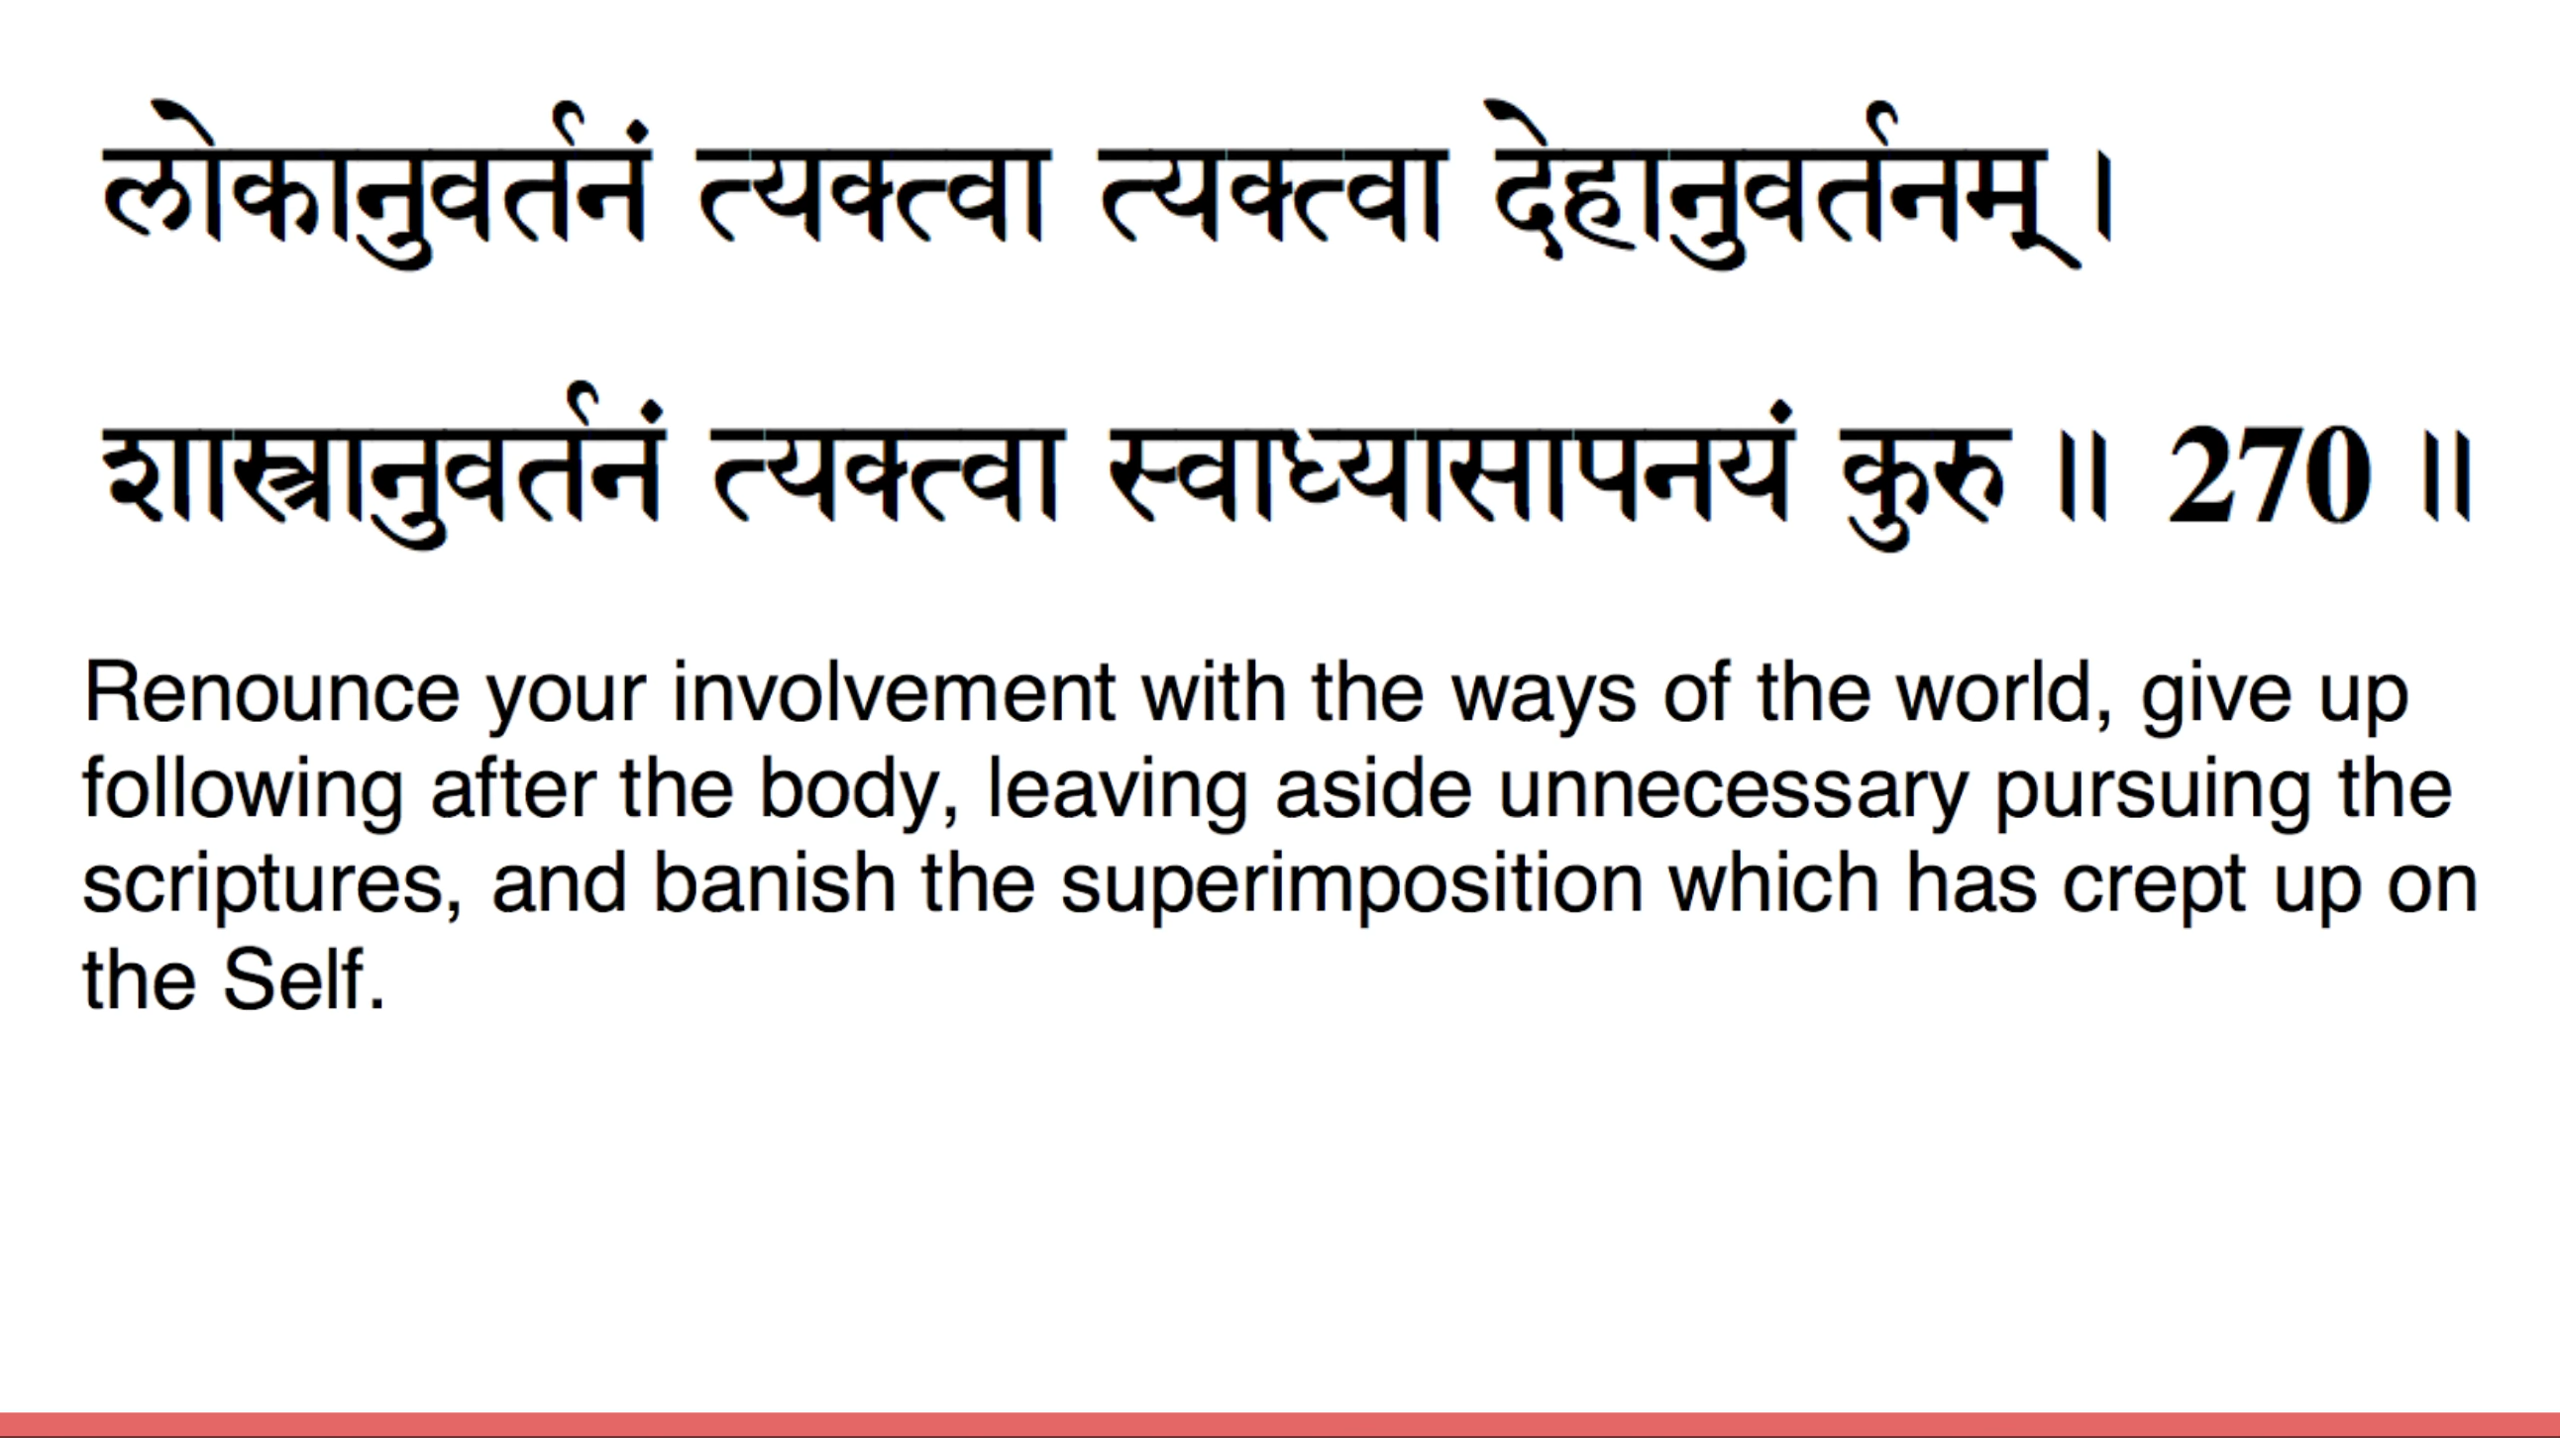 लोकानुवर्तनं त्यक्त्वा त्यक्त्वा देहानुवर्तनम् ।
शास्त्रानुवर्तनं त्यक्त्वा स्वाध्यासापनयं कुरु ॥ 270 ॥
Renounce your involvement with the ways of the world, give up
following after the body, leaving aside unnecessary pursuing the
scriptures, and banish the superimposition which has crept up on
the Self.